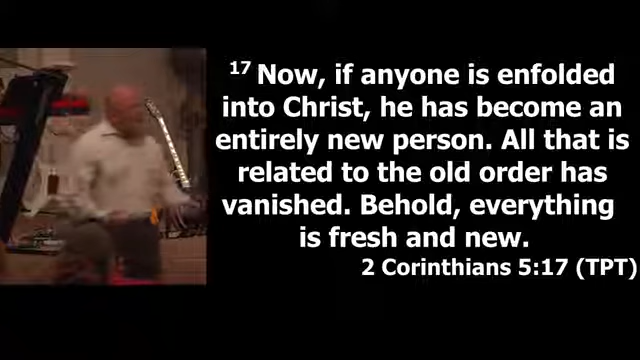 17 Now, if anyone is enfolded
into Christ, he has become an
entirely new person. All that is
related to the old order has
vanished. Behold, everything
is fresh and new.
2 Corinthians 5:17 (TPT)